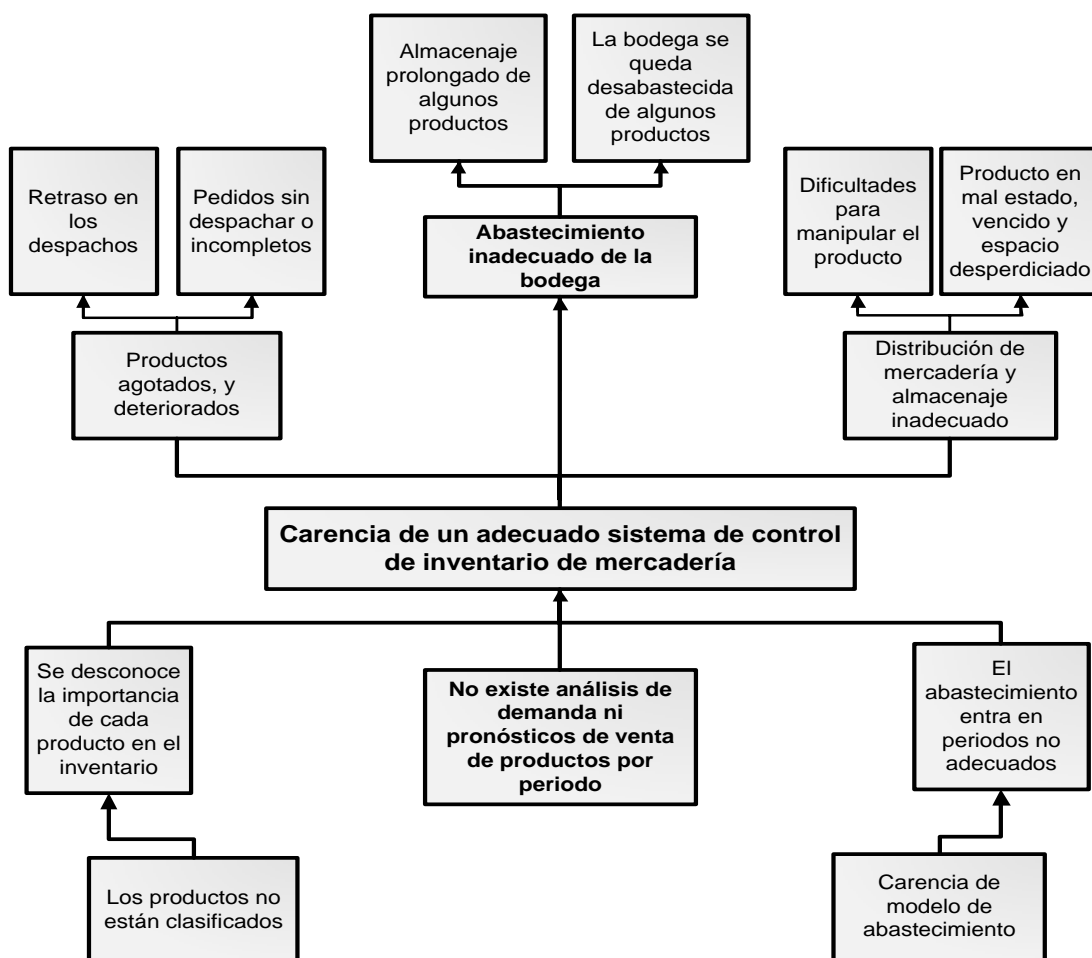 Almacenaje
prolongado de
algunos
productos
La bodega se
queda
desabastecida
de algunos
productos
Retraso en
los
despachos
Pedidos sin
despachar o
incompletos
Dificultades
para
manipular el
producto
Producto en
mal estado,
vencido y
espacio
desperdiciado
Abastecimiento
inadecuado de la
bodega
Productos
agotados, y
deteriorados
Distribución de
mercadería y
almacenaje
inadecuado
Carencia de un adecuado sistema de control
de inventario de mercadería
Se desconoce
la importancia
de cada
producto en el
inventario
No existe análisis de
demanda ni
pronósticos de venta
de productos por
periodo
El
abastecimiento
entra en
periodos no
adecuados
Los productos no
están clasificados
Carencia de
modelo de
abastecimiento